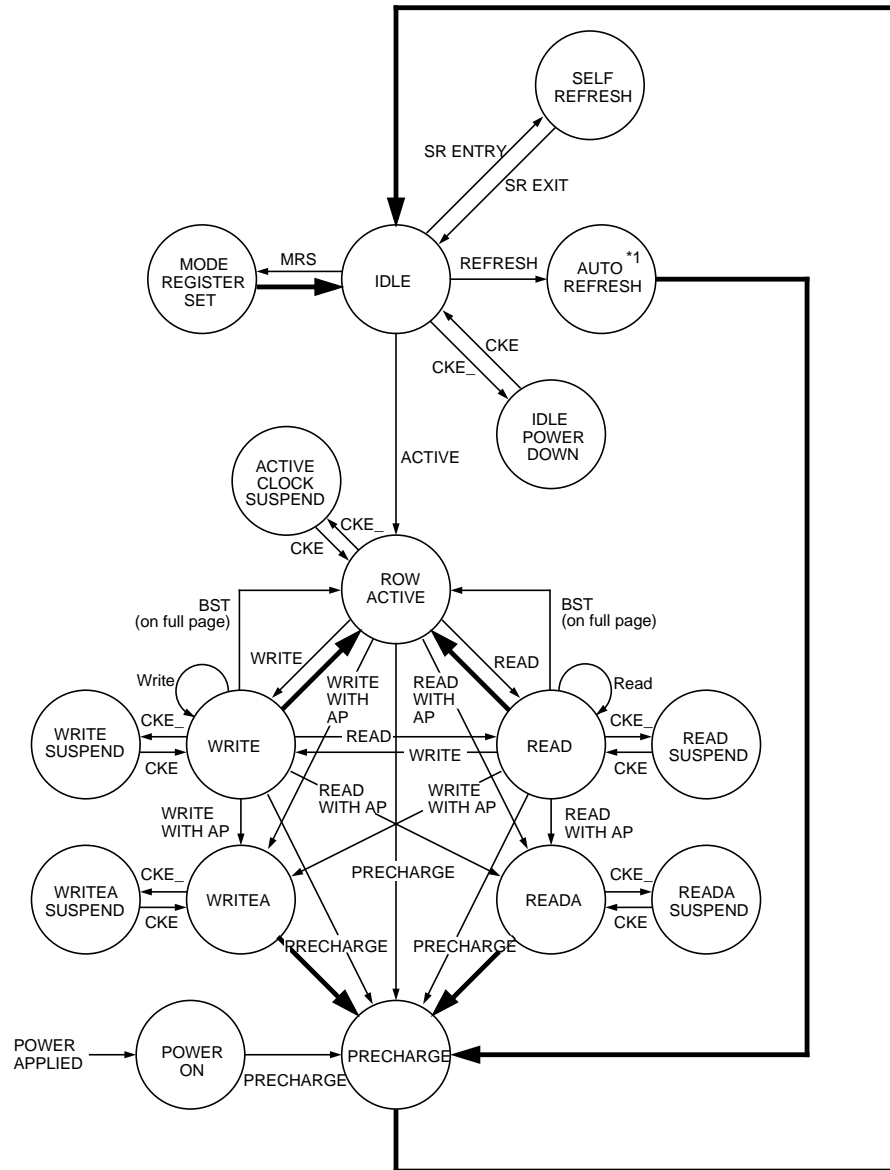 SELF
REFRESH
SR ENTRY
SR EXIT
MODE
REGISTER
SET
MRS
IDLE
REFRESH
AUTO *1
REFRESH
CKE
CKE_
IDLE
POWER
DOWN
ACTIVE
ACTIVE
CLOCK
SUSPEND
CKE_
CKE
ROW
ACTIVE
BST
(on full page)
BST
(on full page)
WRITE
READ
WRITE
WITH
AP
READ
WITH
AP
Write
Read
WRITE
SUSPEND
CKE_
CKE
WRITE
READ
WRITE
READ
CKE_
CKE
READ
SUSPEND
WRITE
WITH AP
READ
WITH AP
WRITE
WITH AP
READ
WITH AP
WRITEA
SUSPEND
CKE_
CKE
WRITEA
PRECHARGE
READA
CKE_
CKE
READA
SUSPEND
PRECHARGE
PRECHARGE
POWER
APPLIED
POWER
ON
PRECHARGE
PRECHARGE